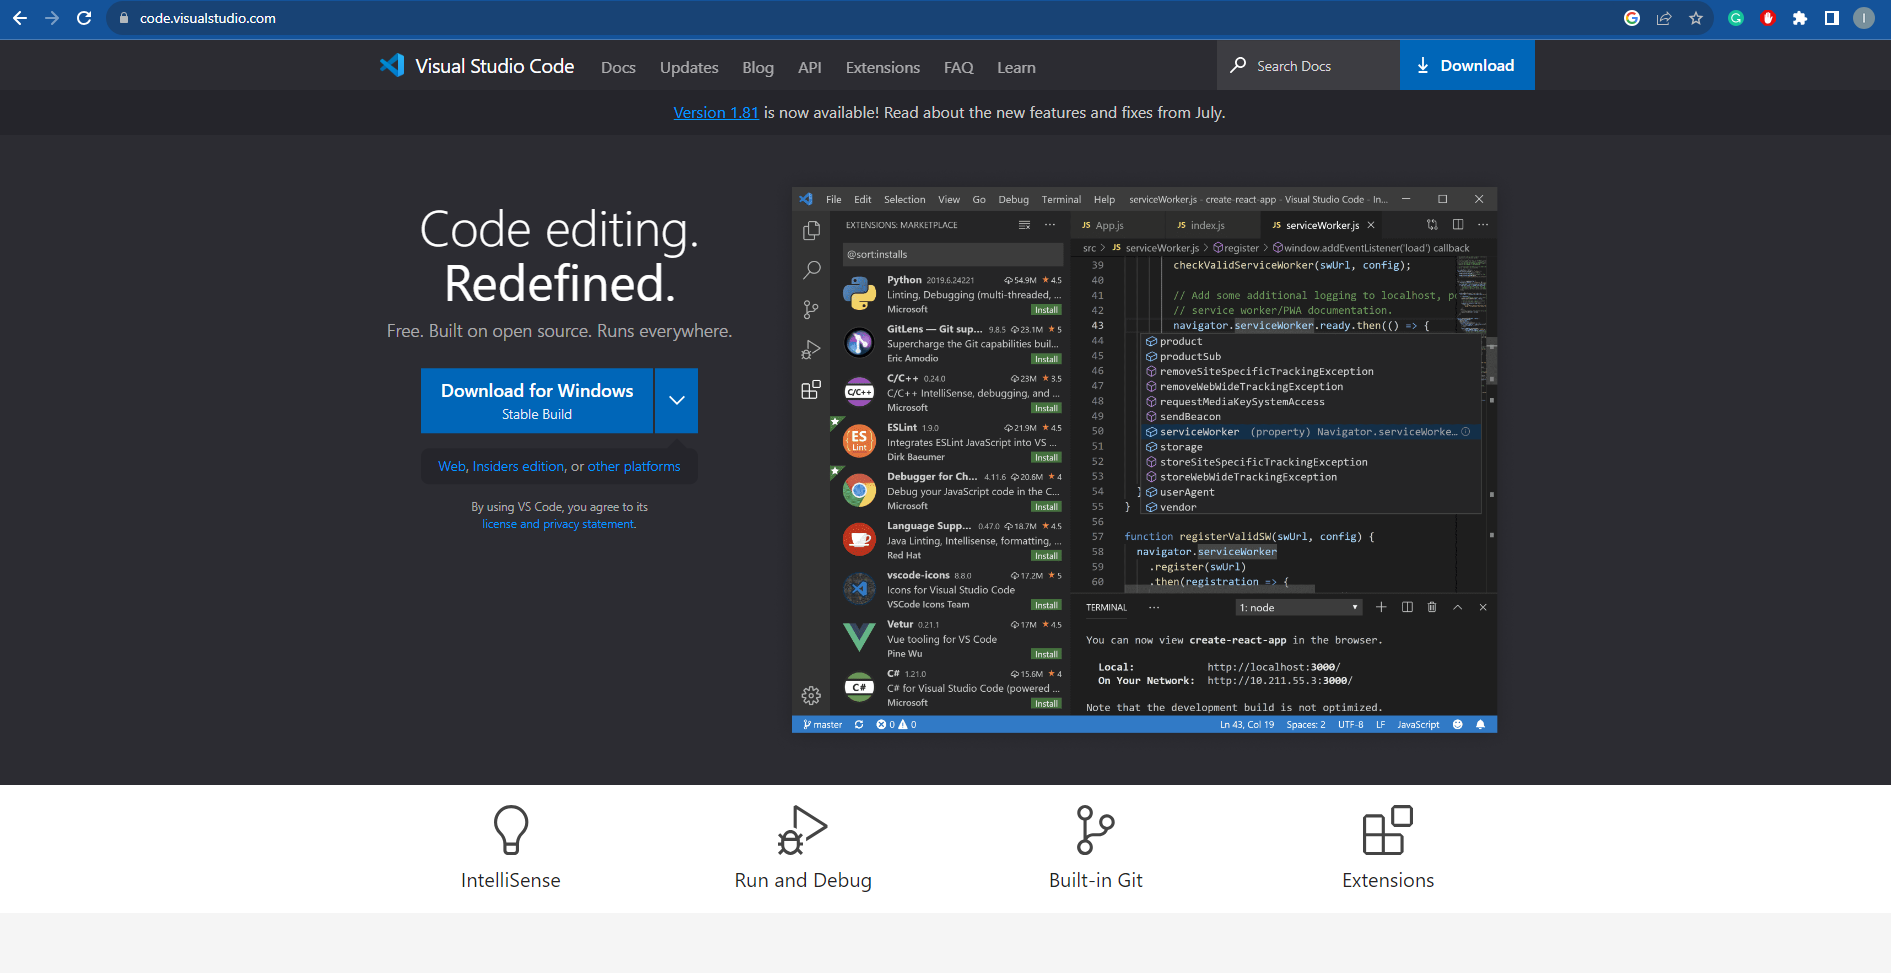 code.visualstudio.com
Visual Studio Code Docs Updates Blog API Extensions FAQ Learn Search Docs Download
Version 1.81 is now available! Read about the new features and fixes from July.
Code editing.
Redefined.
Free. Built on open source. Runs everywhere.
Download for Windows
Stable Build
Web, Insiders edition, or other platforms
By using VS Code, you agree to its
license and privacy statement.
File Edit Selection View Go Debug Terminal Help serviceWorker.js - create-react-app - Visual Studio Code - In...
EXTENSIONS: MARKETPLACE
@sort:installs
Python 2019.6.24221 54.9M 4.5
Linting, Debugging (multi-threaded, ...
Microsoft Install
GitLens — Git sup... 9.8.5 23.1M 5
Supercharge the Git capabilities buil...
Eric Amodio Install
C/C++ 0.24.0 23M 3.5
C/C++ C/C++ IntelliSense, debugging, and ...
Microsoft Install
ESLint 1.9.0 21.9M 4.5
ES Lint Integrates ESLint JavaScript into VS ...
Dirk Baeumer Install
Debugger for Ch... 4.11.6 20.6M 4
Debug your JavaScript code in the C...
Microsoft Install
Language Supp... 0.47.0 18.7M 4.5
Java Linting, Intellisense, formatting, ...
Red Hat Install
vscode-icons 8.8.0 17.2M 5
Icons for Visual Studio Code
VSCode Icons Team Install
Vetur 0.21.1 17M 4.5
Vue tooling for VS Code
Pine Wu Install
C# 1.21.0 15.6M 4
C# C# for Visual Studio Code (powered ...
Microsoft Install
JS App.js JS index.js JS serviceWorker.js
src > JS serviceWorker.js > register > window.addEventListener('load') callback
39 checkValidServiceWorker(swUrl, config);
40
41 // Add some additional logging to localhost, p
42 // service worker/PWA documentation.
43 navigator.serviceWorker.ready.then(() => {
44 product
45 productSub
46 removeSiteSpecificTrackingException
47 removeWebWideTrackingException
48 requestMediaKeySystemAccess
49 sendBeacon
50 serviceWorker (property) Navigator.serviceWorke...
51 storage
52 storeSiteSpecificTrackingException
53 storeWebWideTrackingException
54 } userAgent
55 } vendor
56
57 function registerValidSW(swUrl, config) {
58 navigator.serviceWorker
59 .register(swUrl)
60 .then(registration => {
TERMINAL ... 1: node
You can now view create-react-app in the browser.
Local: http://localhost:3000/
On Your Network: http://10.211.55.3:3000/
Note that the development build is not optimized.
master 0 0 Ln 43, Col 19 Spaces: 2 UTF-8 LF JavaScript
IntelliSense Run and Debug Built-in Git Extensions